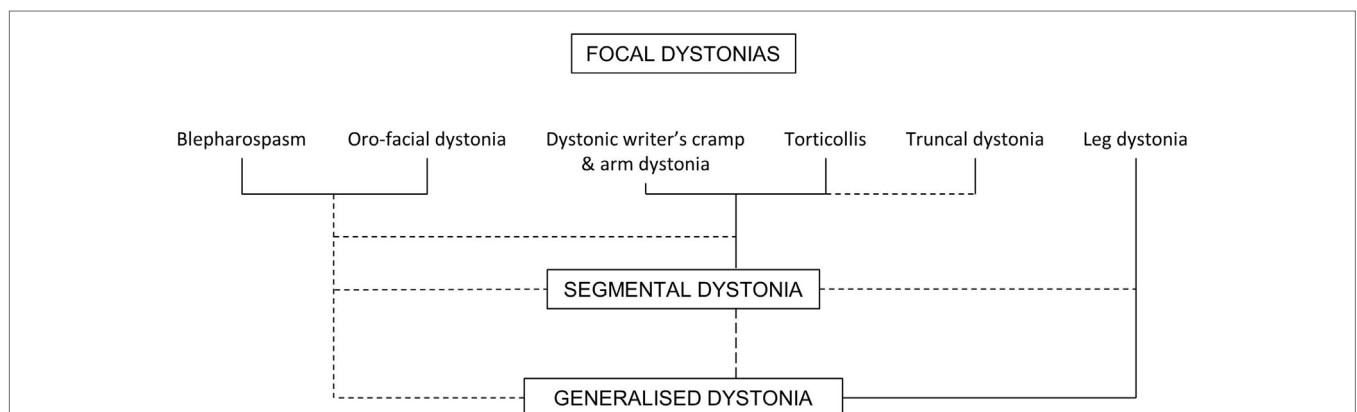 FOCAL DYSTONIAS
Blepharospasm
Oro-facial dystonia
Dystonic writer’s cramp
& arm dystonia
Torticollis
Truncal dystonia
Leg dystonia
SEGMENTAL DYSTONIA
GENERALISED DYSTONIA